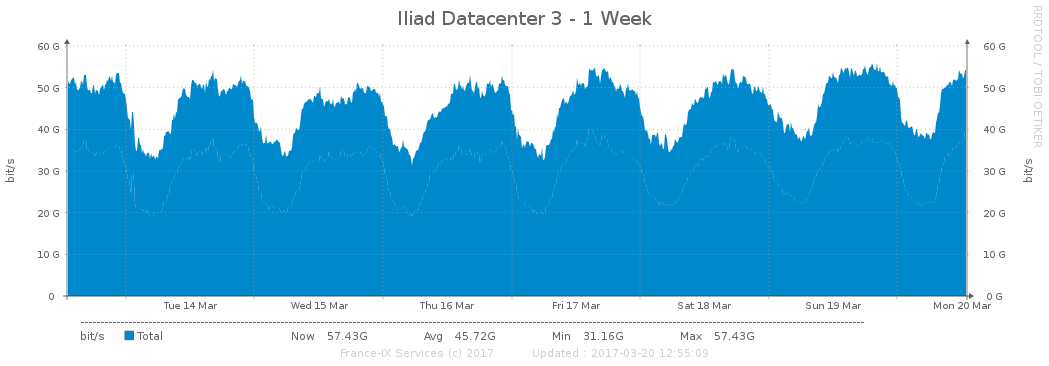 Iliad Datacenter 3 - 1 Week
RRDTOOL / TOBI OETIKER
60 G 60 G
50 G 50 G
40 G 40 G
30 G 30 G
20 G 20 G
10 G 10 G
0 0 G
bit/s
bit/s
Tue 14 Mar Wed 15 Mar Thu 16 Mar Fri 17 Mar Sat 18 Mar Sun 19 Mar Mon 20 Mar
bit/s Total Now 57.43G Avg 45.72G Min 31.16G Max 57.43G
France-IX Services (c) 2017 Updated : 2017-03-20 12:55:09